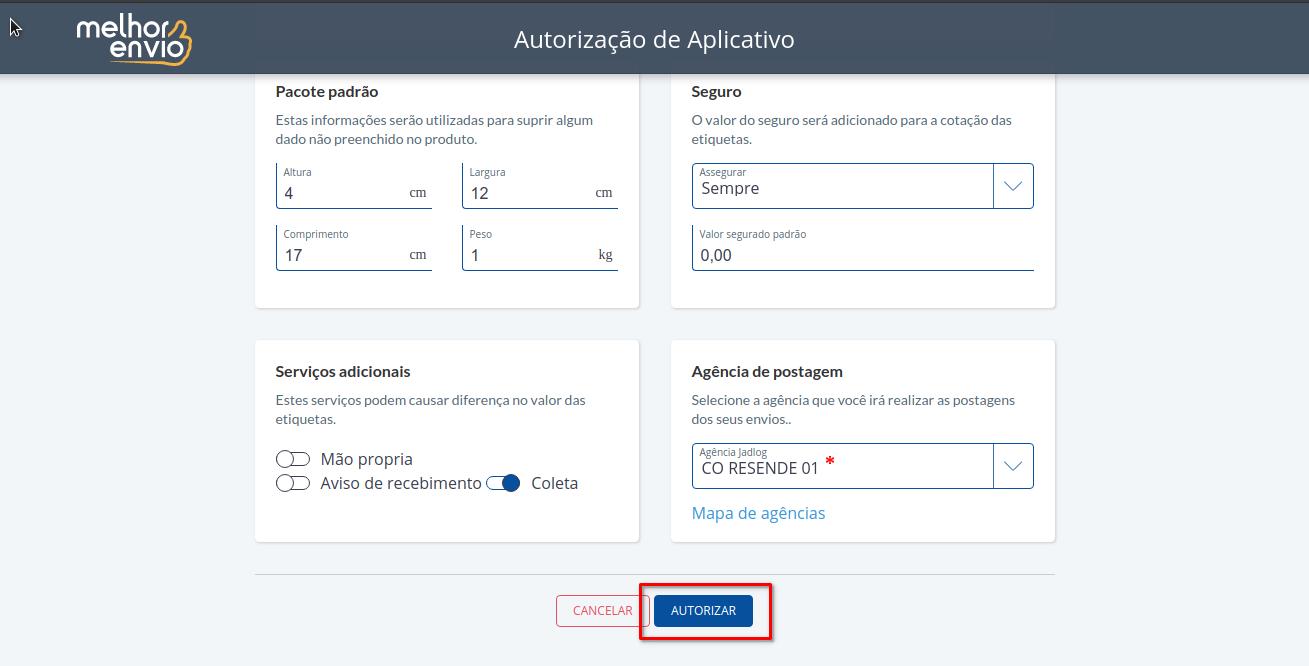 melhor
envio
Autorização de Aplicativo
Pacote padrão
Estas informações serão utilizadas para suprir algum
dado não preenchido no produto.
Altura
4 cm
Largura
12 cm
Comprimento
17 cm
Peso
1 kg
Seguro
O valor do seguro será adicionado para a cotação das
etiquetas.
Assegurar
Sempre
Valor segurado padrão
0,00
Serviços adicionais
Estes serviços podem causar diferença no valor das
etiquetas.
Mão propria
Aviso de recebimento Coleta
Agência de postagem
Selecione a agência que você irá realizar as postagens
dos seus envios..
Agência Jadlog
CO RESENDE 01 *
Mapa de agências
CANCELAR AUTORIZAR